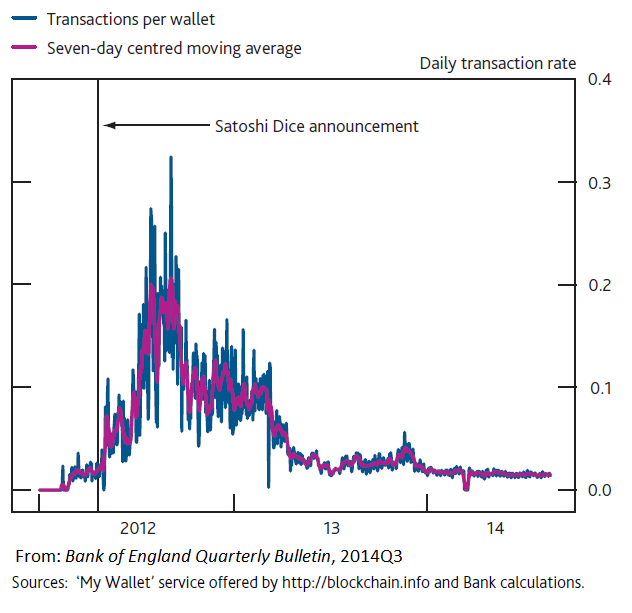 Transactions per wallet
Seven-day centred moving average
Daily transaction rate
0.4
Satoshi Dice announcement
0.3
0.2
0.1
0.0
2012 13 14
From: Bank of England Quarterly Bulletin, 2014Q3
Sources: ‘My Wallet’ service offered by http://blockchain.info and Bank calculations.